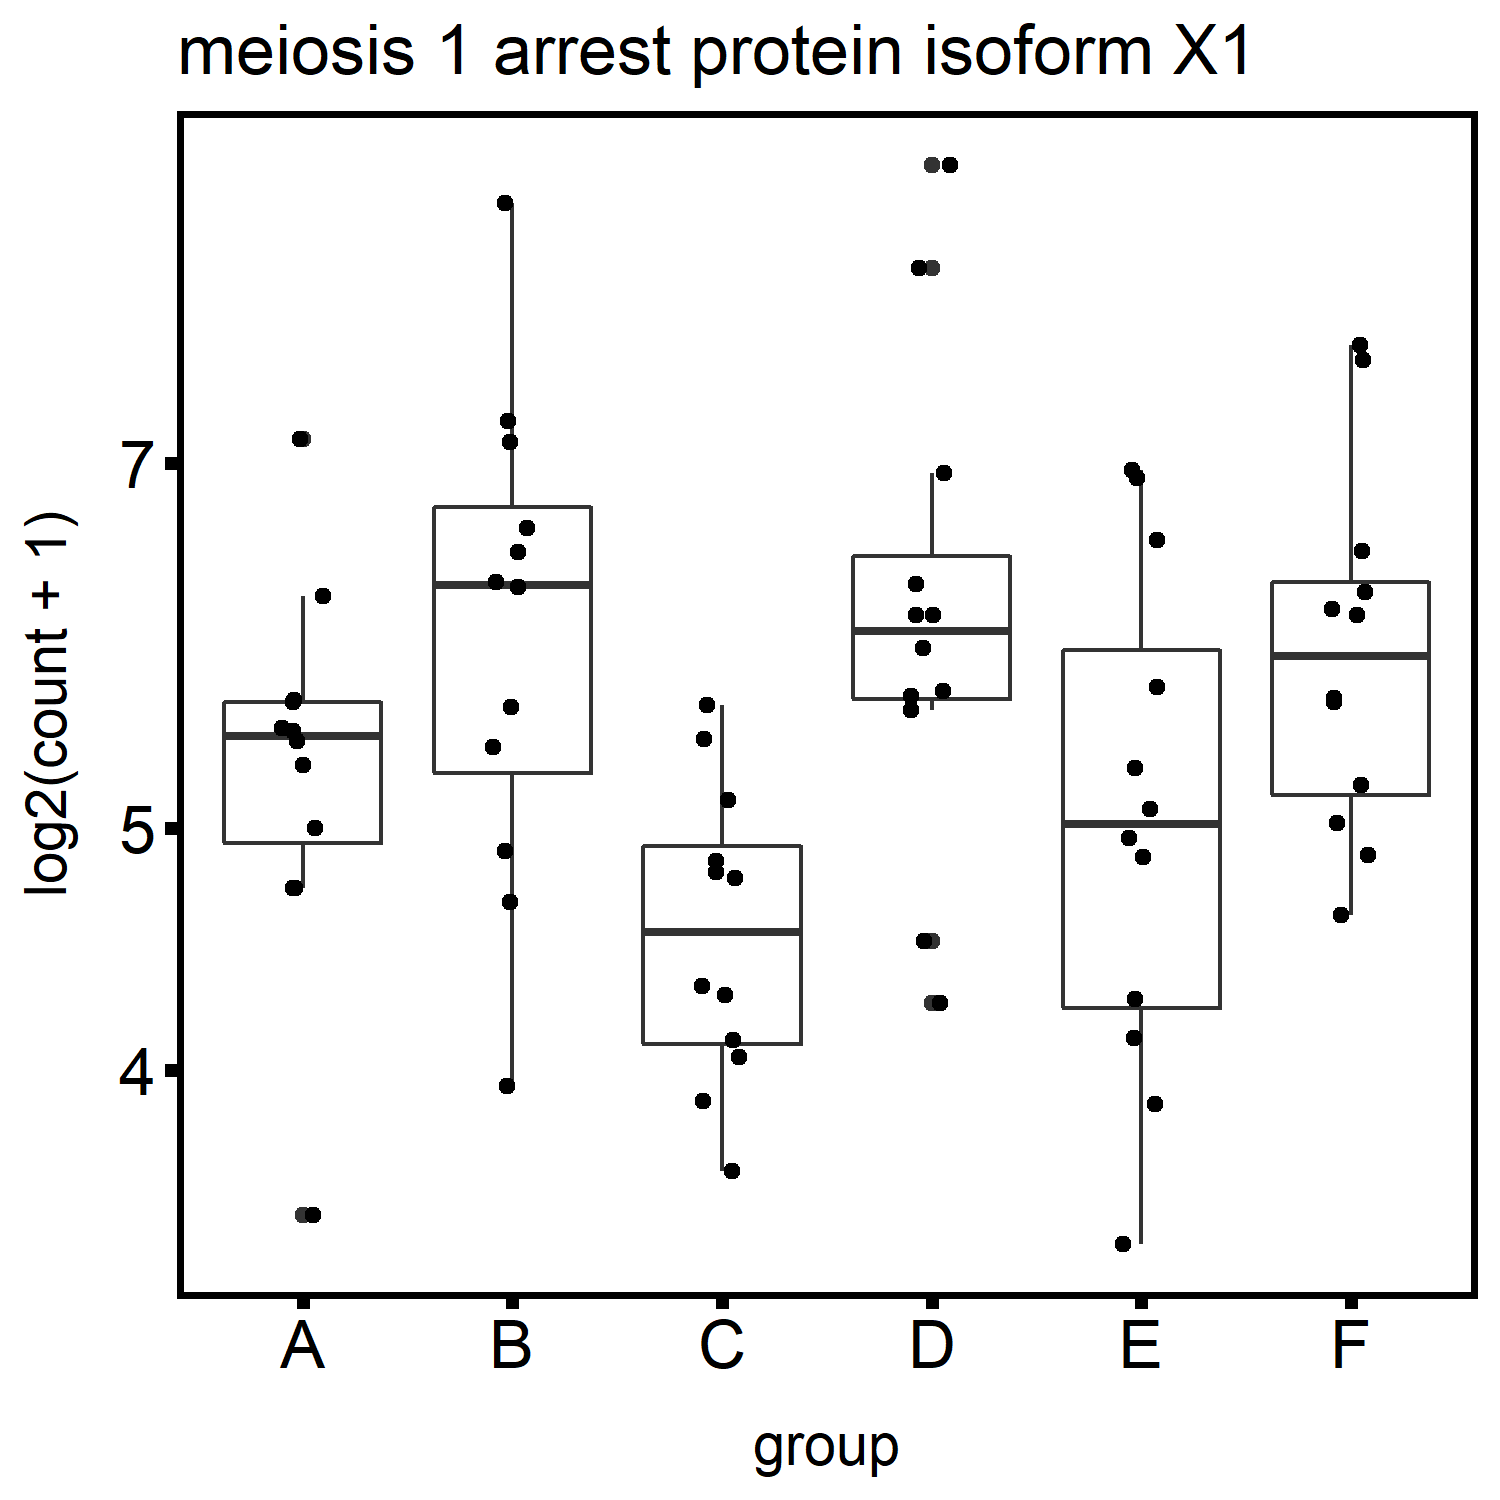 meiosis 1 arrest protein isoform X1
log2(count + 1)
7
5
4
A B C D E F
group